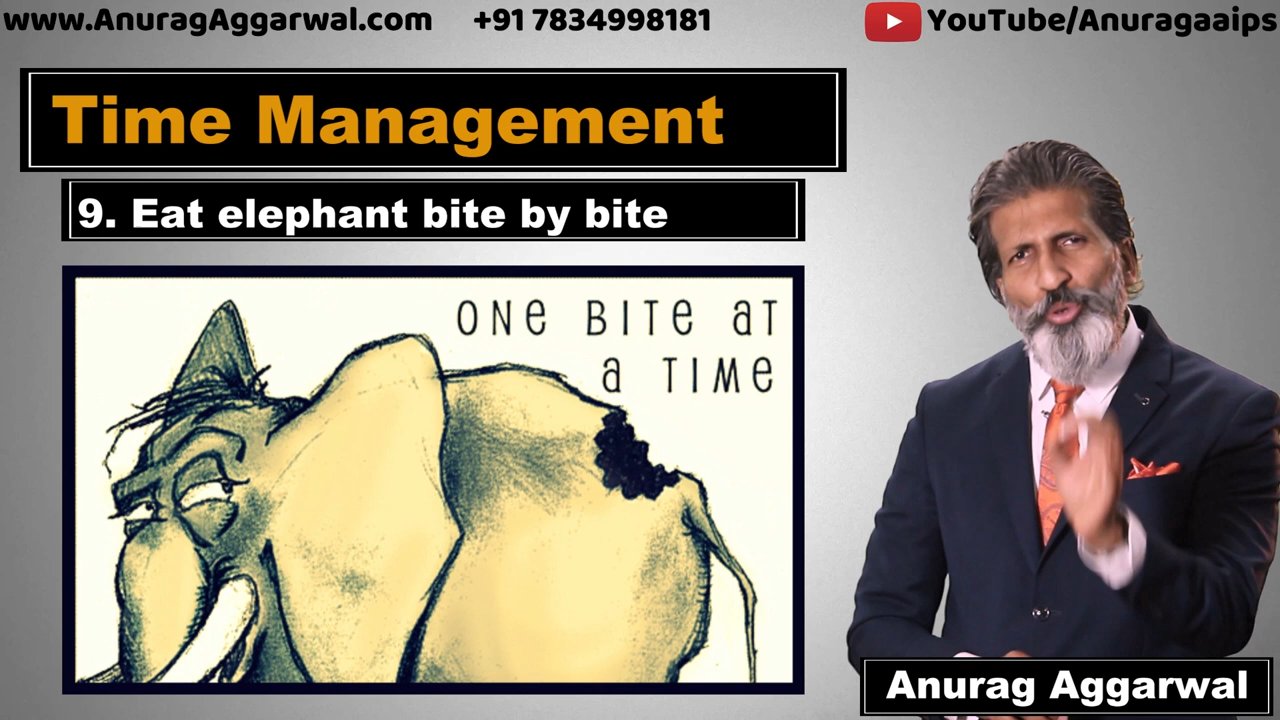 www.AnuragAggarwal.com +91 7834998181 YouTube/Anuragaaips
Time Management
9. Eat elephant bite by bite
ONe BITe aT
a TIMe
Anurag Aggarwal